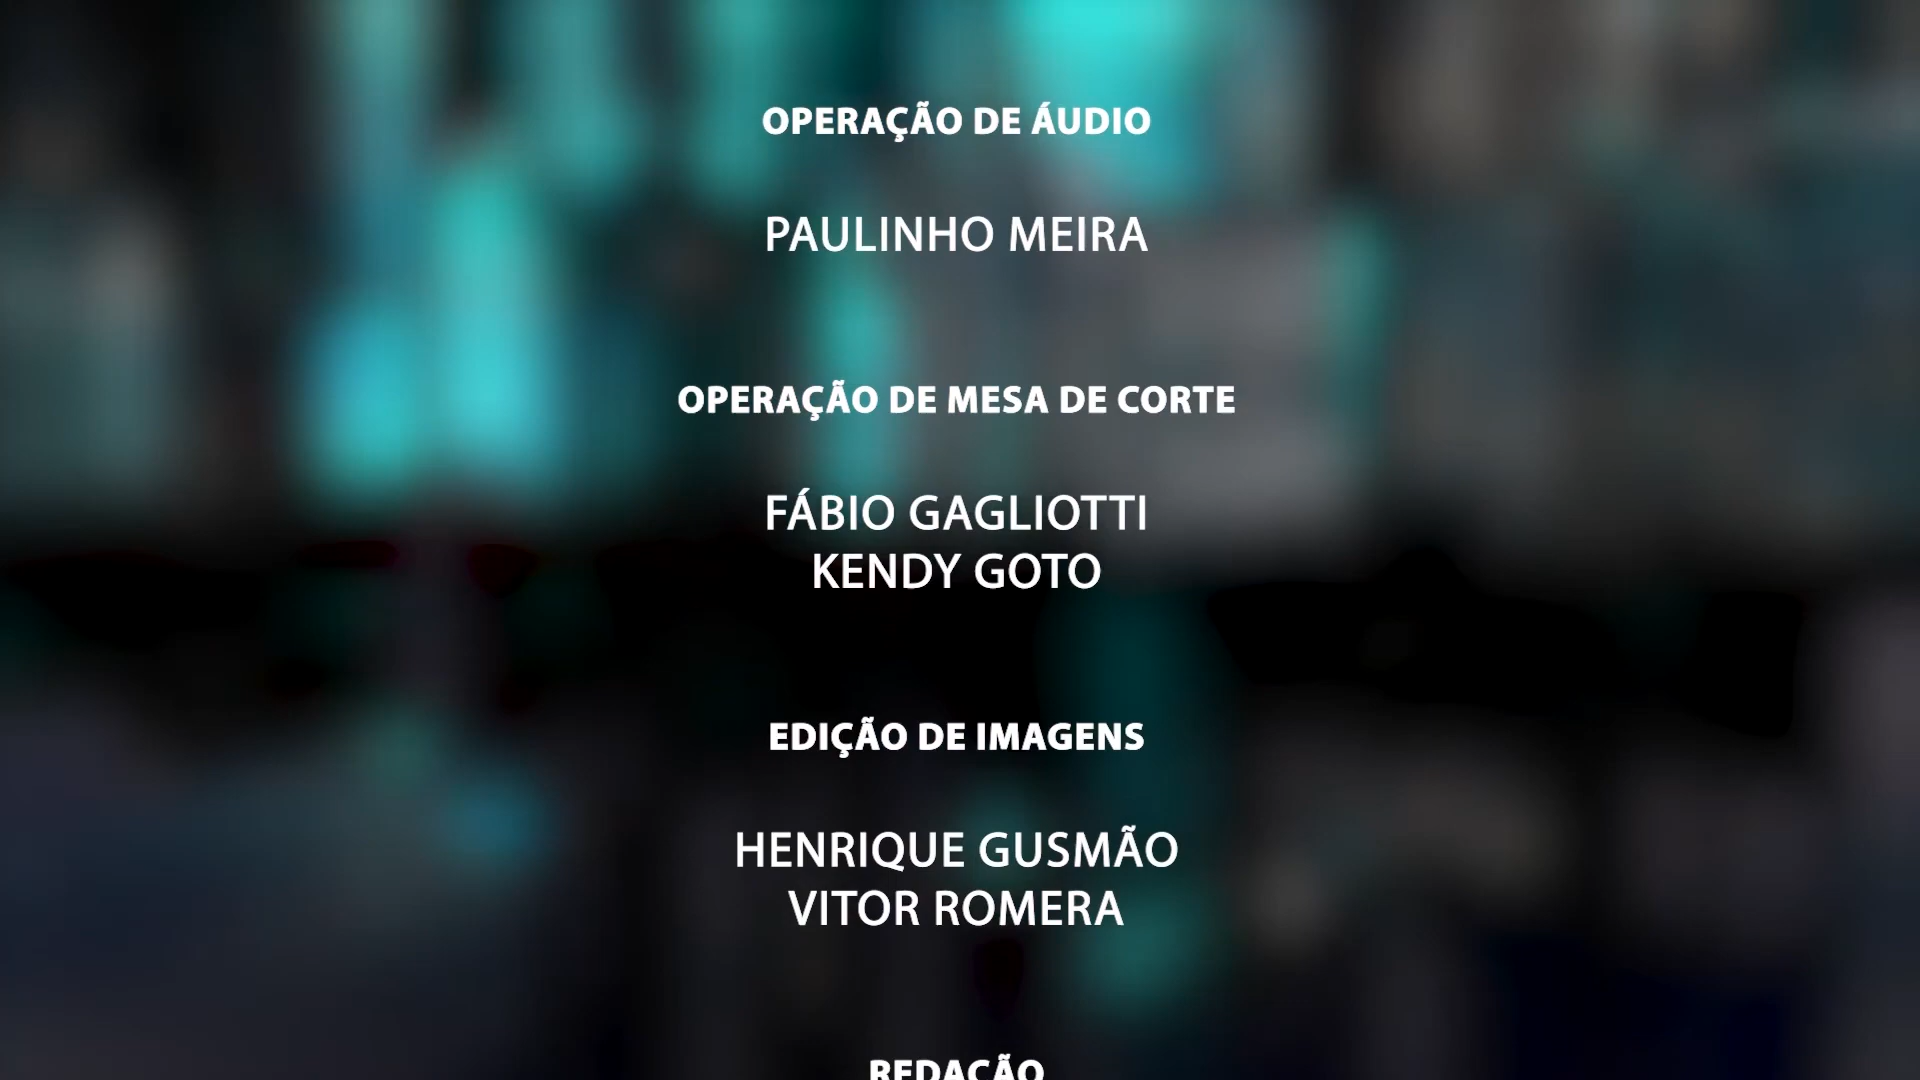 OPERAÇÃO DE ÁUDIO
PAULINHO MEIRA
OPERAÇÃO DE MESA DE CORTE
FÁBIO GAGLIOTTI
KENDY GOTO
EDIÇÃO DE IMAGENS
HENRIQUE GUSMÃO
VITOR ROMERA
REDAÇÃO